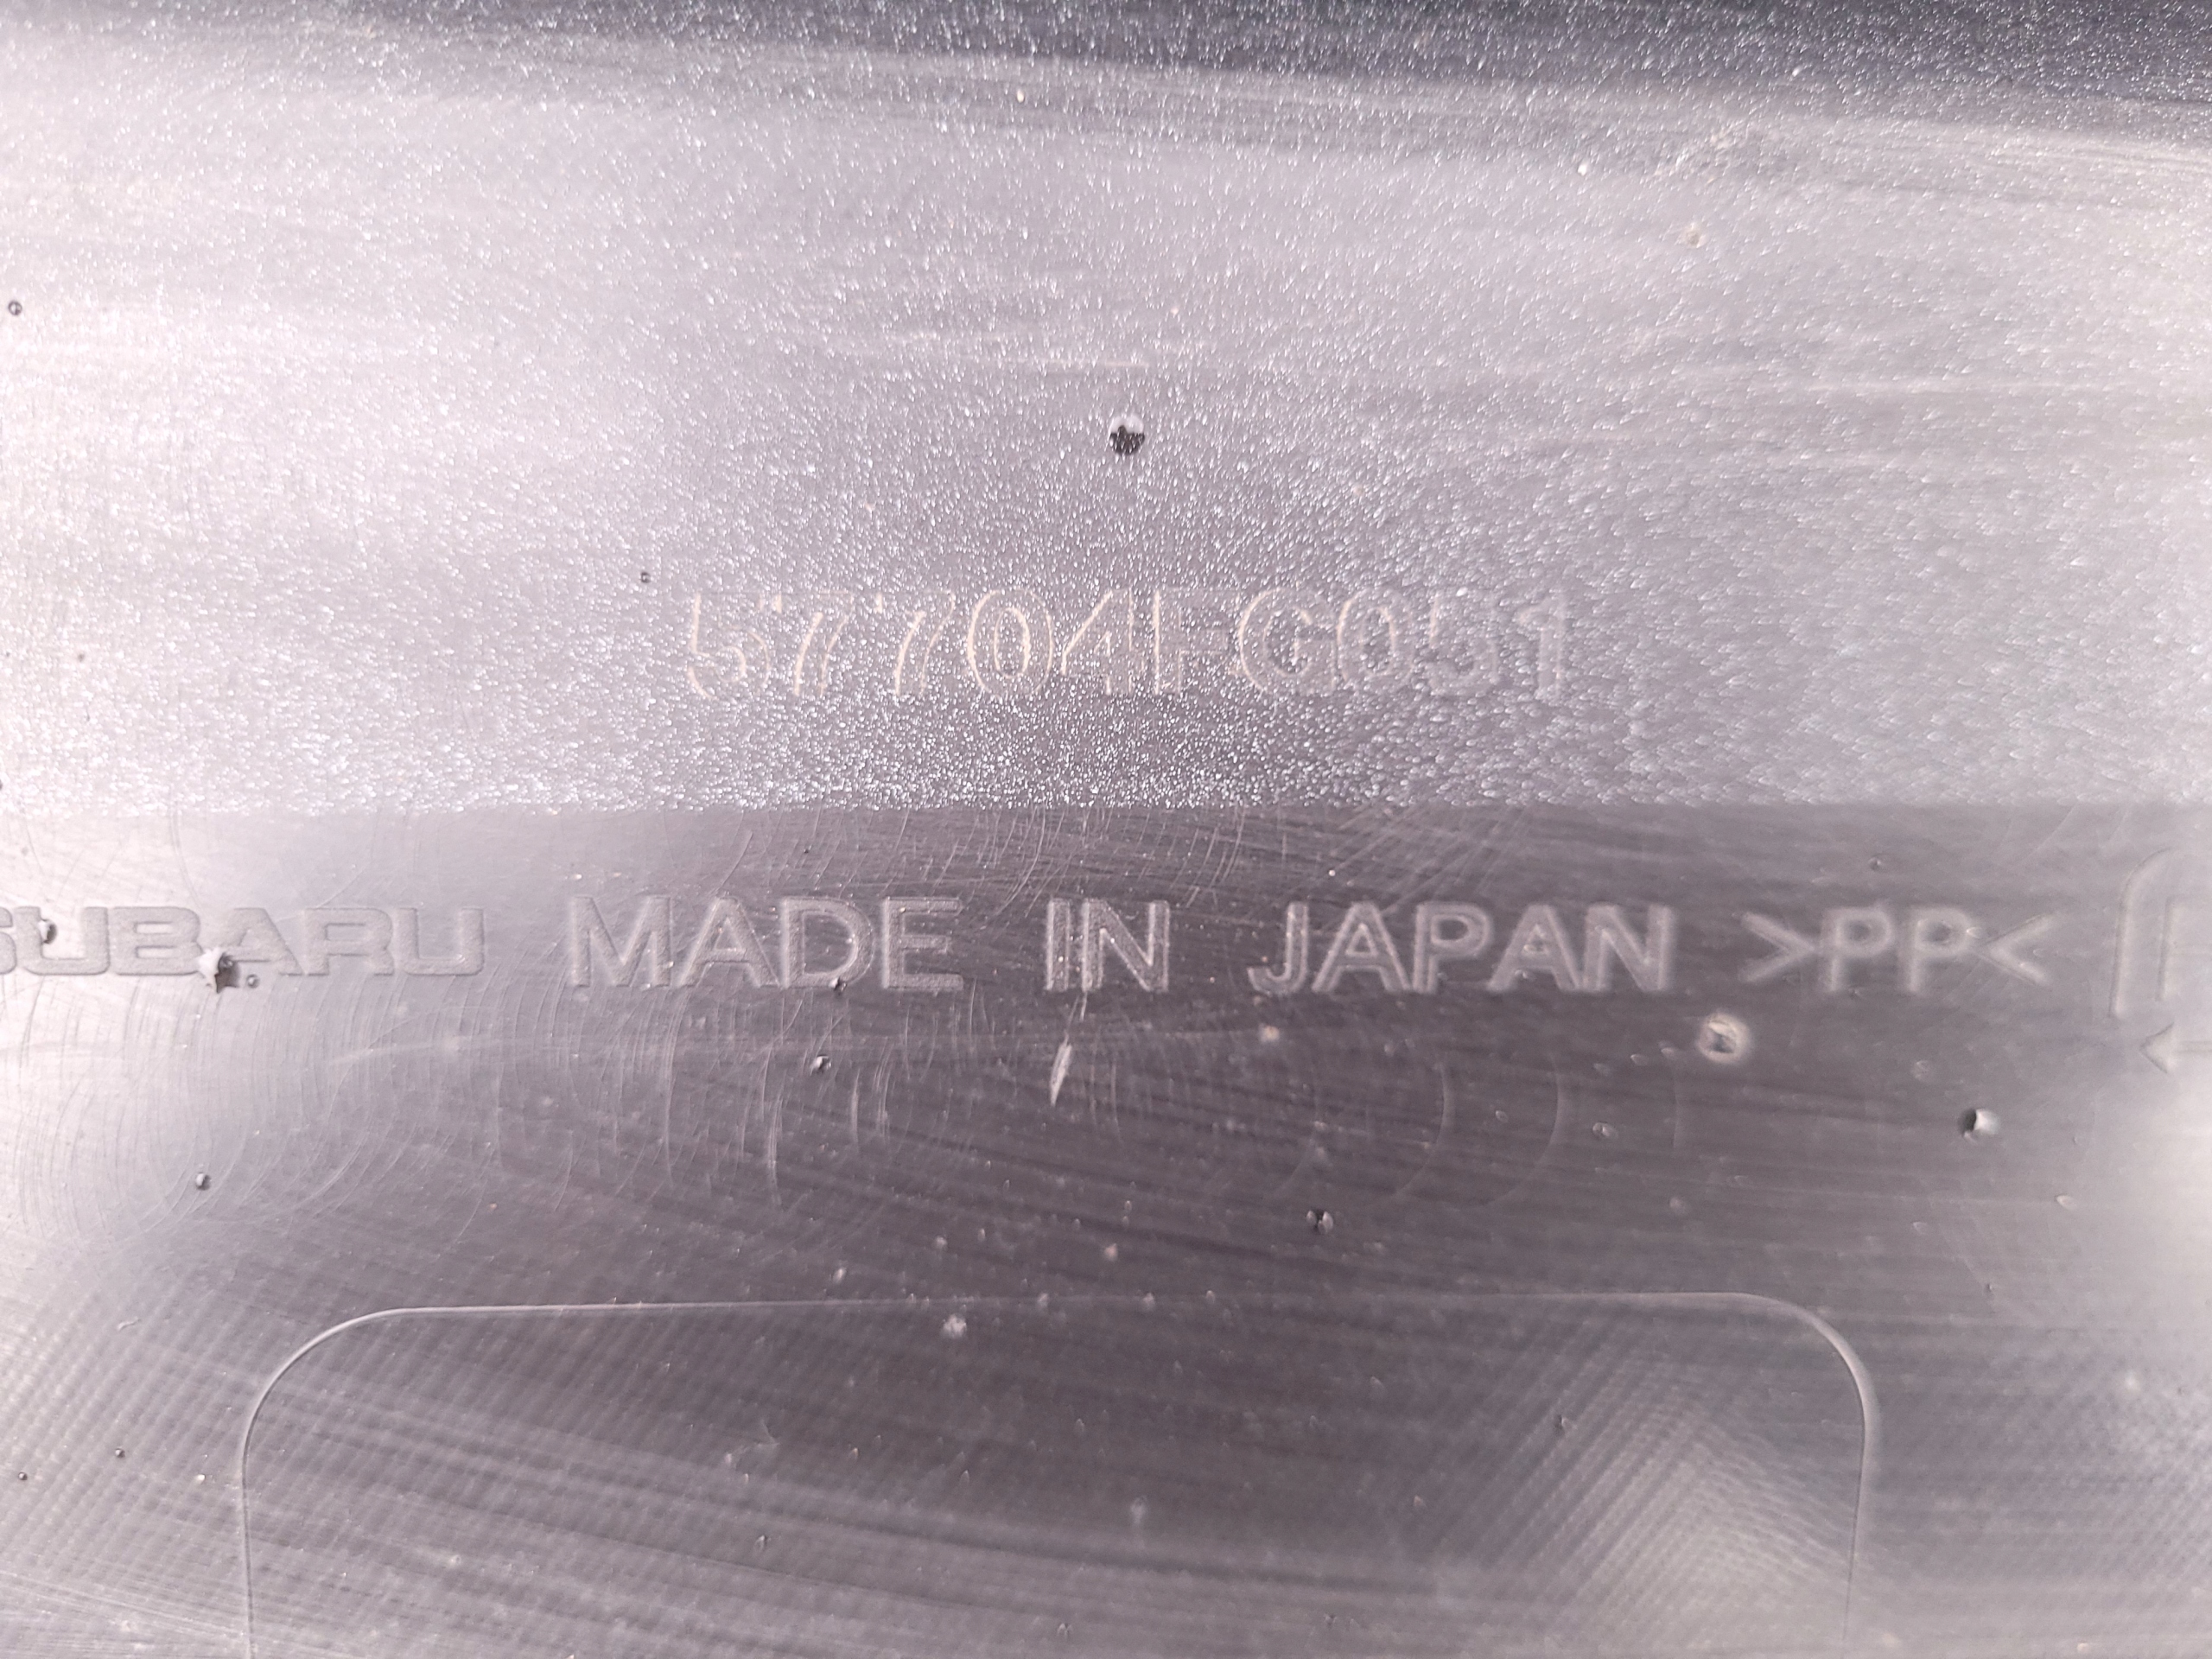 57704FG051
SUBARU MADE IN JAPAN >PP<